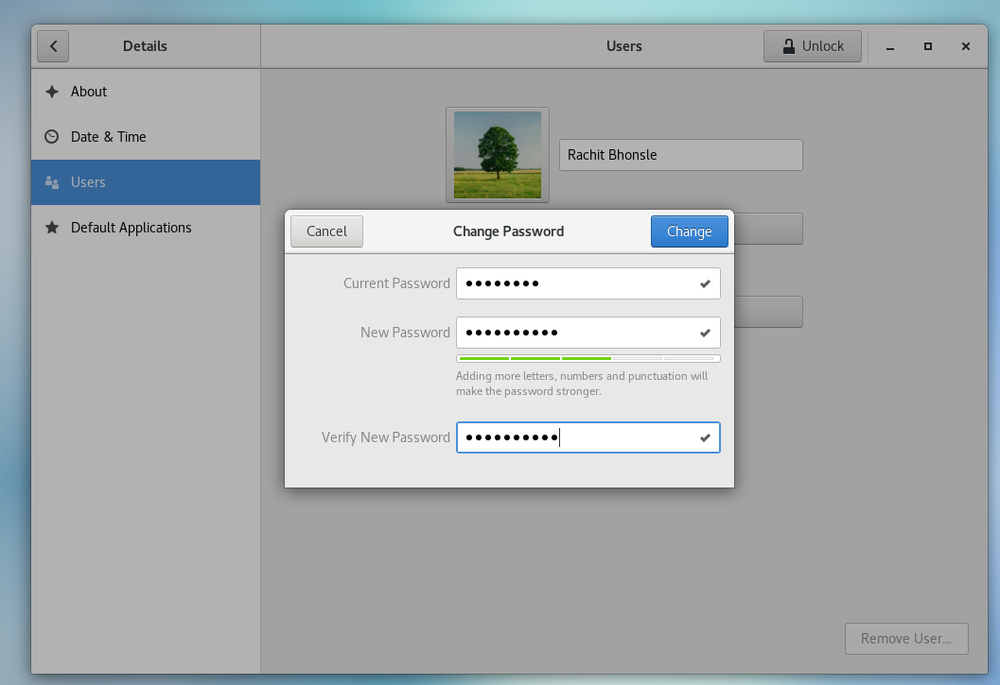 Details
Users
Unlock
About
Date & Time
Users
Default Applications
Rachit Bhonsle
Cancel
Change Password
Change
Current Password ••••••••
New Password ••••••••••
Adding more letters, numbers and punctuation will
make the password stronger.
Verify New Password ••••••••••
Remove User...